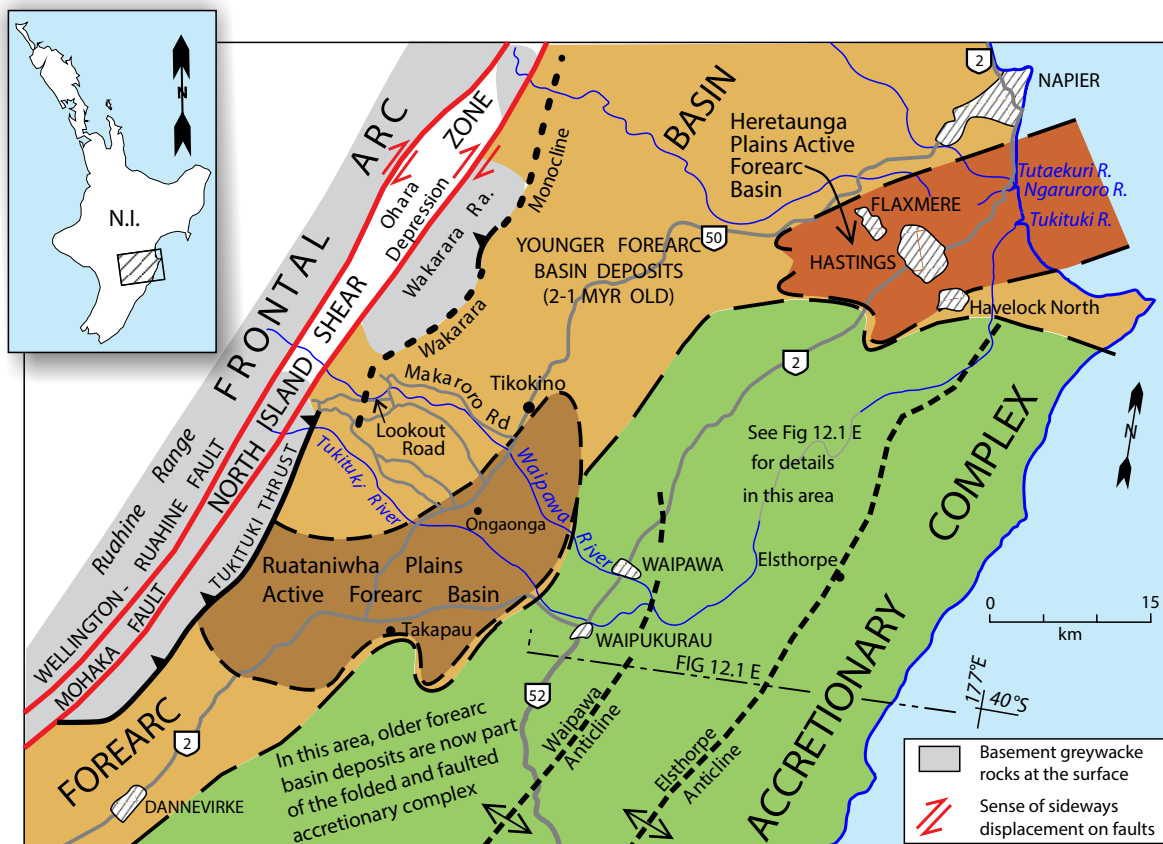 N
N.I.
FRONTAL ARC
NORTH ISLAND SHEAR ZONE
Ohara
Depression
Wakarara Ra.
Wakarara Monocline
BASIN
2
NAPIER
Heretaunga
Plains Active
Forearc
Basin
Tutaekuri R.
Ngaruroro R.
Tukituki R.
FLAXMERE
HASTINGS
Havelock North
50
YOUNGER FOREARC
BASIN DEPOSITS
(2-1 MYR OLD)
2
Makaroro Rd
Tikokino
Lookout
Road
Tukituki River
Waipawa River
Ruahine Range
WELLINGTON - RUAHINE FAULT
MOHAKA FAULT
TUKITUKI THRUST
Ongaonga
Ruataniwha Plains
Active Forearc Basin
Takapau
See Fig 12.1 E
for details
in this area
Elsthorpe
WAIPAWA
WAIPUKURAU
COMPLEX
ACCRETIONARY
N
0 15
km
FIG 12.1 E
177°E
40°S
52
Waipawa
Anticline
Elsthorpe
Anticline
In this area, older forearc
basin deposits are now part
of the folded and faulted
accretionary complex
FOREARC
2
DANNEVIRKE
Basement greywacke
rocks at the surface
Sense of sideways
displacement on faults